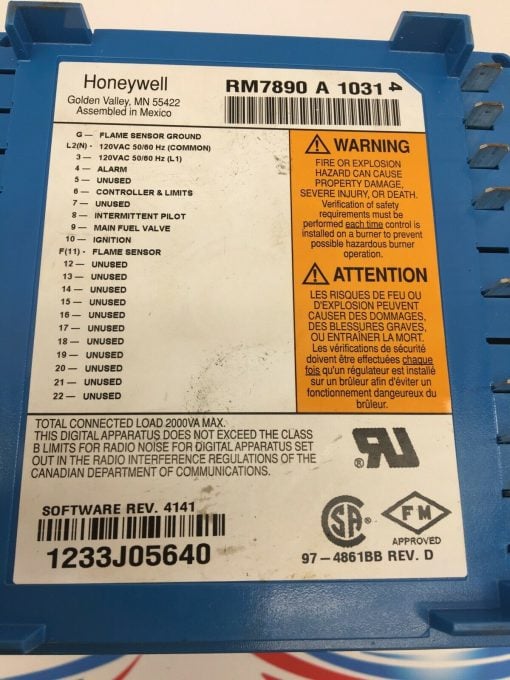 Honeywell
Golden Valley, MN 55422
Assembled in Mexico
RM7890 A 1031 4
G — FLAME SENSOR GROUND
L2(N) - 120VAC 50/60 Hz (COMMON)
3 — 120VAC 50/60 Hz (L1)
4 — ALARM
5 — UNUSED
6 — CONTROLLER & LIMITS
7 — UNUSED
8 — INTERMITTENT PILOT
9 — MAIN FUEL VALVE
10 — IGNITION
F(11) - FLAME SENSOR
12 — UNUSED
13 — UNUSED
14 — UNUSED
15 — UNUSED
16 — UNUSED
17 — UNUSED
18 — UNUSED
19 — UNUSED
20 — UNUSED
21 — UNUSED
22 — UNUSED
WARNING
FIRE OR EXPLOSION
HAZARD CAN CAUSE
PROPERTY DAMAGE,
SEVERE INJURY, OR DEATH.
Verification of safety
requirements must be
performed each time control is
installed on a burner to prevent
possible hazardous burner
operation.
ATTENTION
LES RISQUES DE FEU OU
D'EXPLOSION PEUVENT
CAUSER DES DOMMAGES,
DES BLESSURES GRAVES,
OU ENTRAÎNER LA MORT.
Les vérifications de sécurité
doivent être effectuées chaque
fois qu'un régulateur est installé
sur un brûleur afin d'éviter un
fonctionnement dangeureux du
brûleur.
TOTAL CONNECTED LOAD 2000VA MAX.
THIS DIGITAL APPARATUS DOES NOT EXCEED THE CLASS
B LIMITS FOR RADIO NOISE FOR DIGITAL APPARATUS SET
OUT IN THE RADIO INTERFERENCE REGULATIONS OF THE
CANADIAN DEPARTMENT OF COMMUNICATIONS.
SOFTWARE REV. 4141
1233J05640
RU ®
SA ®
FM
APPROVED
97-4861BB REV. D